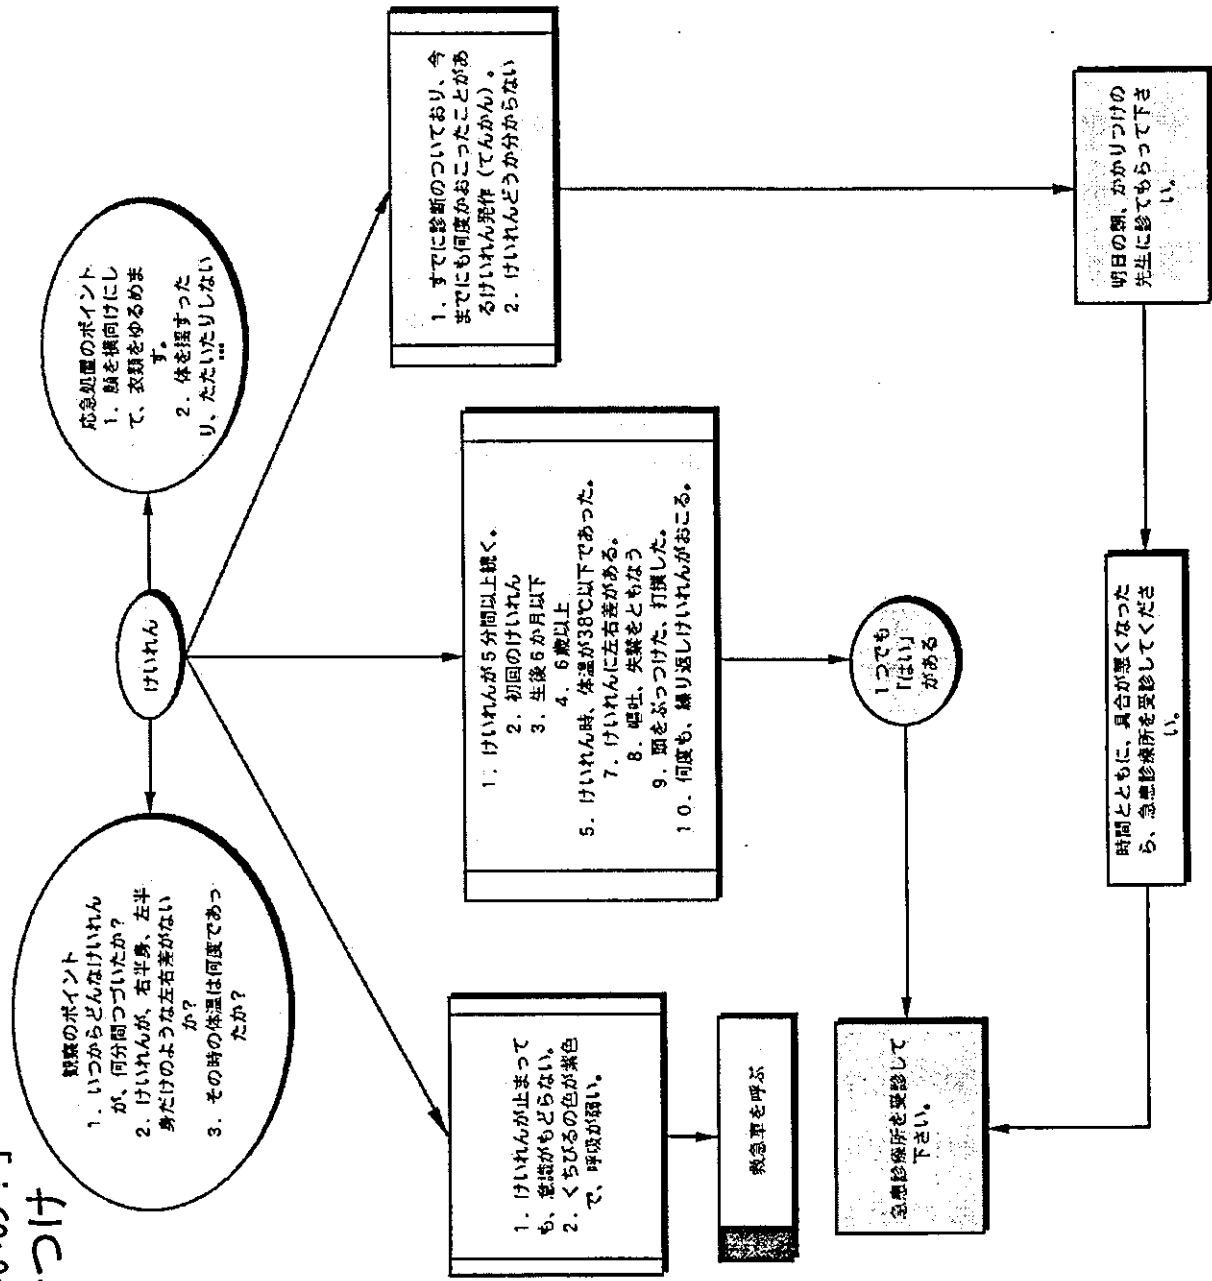 つけ
けいれん
観察のポイント
1．いつからどんなけいれん
が、何分間つづいたか？
2．けいれんが、右半身、左半
身だけのような左右差がない
か？
3．その時の体温は何度であっ
たか？
応急処置のポイント
1．顔を横向けにし
て、衣類をゆるめま
す。
2．体を揺すった
り、たたいたりしない
1．けいれんが止まって
も、意識がもどらない。
2．くちびるの色が紫色
で、呼吸が弱い。
救急車を呼ぶ
1．けいれんが5分間以上続く。
2．初回のけいれん
3．生後6か月以下
4．6歳以上
5．けいれん時、体温が38℃以下であった。
7．けいれんに左右差がある。
8．嘔吐、失禁をともなう
9．頭をぶっつけた、打撲した。
10．何度も、繰り返しけいれんがおこる。
1つでも
「はい」
がある
急患診療所を受診して
下さい。
1．すでに診断のついており、今
までにも何度かおこったことがあ
るけいれん発作（てんかん）。
2．けいれんどうか分からない
明日の朝、かかりつけの
先生に診てもらって下さ
い。
時間とともに、具合が悪くなった
ら、急患診療所を受診してくださ
い。